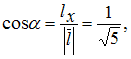 cosα = l_x / |l̄| = 1 / √5,